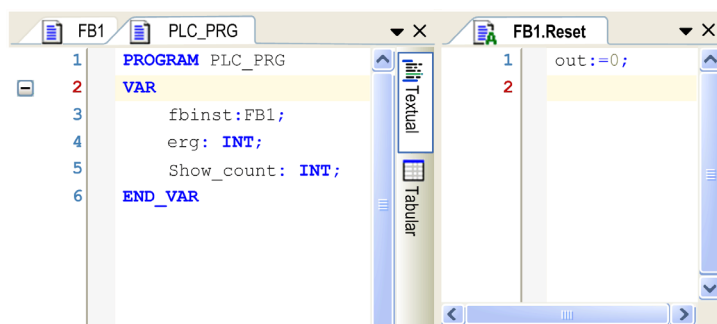 FB1
PLC_PRG
1 PROGRAM PLC_PRG
2 VAR
3 fbinst:FB1;
4 erg: INT;
5 Show_count: INT;
6 END_VAR
Textual
Tabular
FB1.Reset
1 out:=0;
2